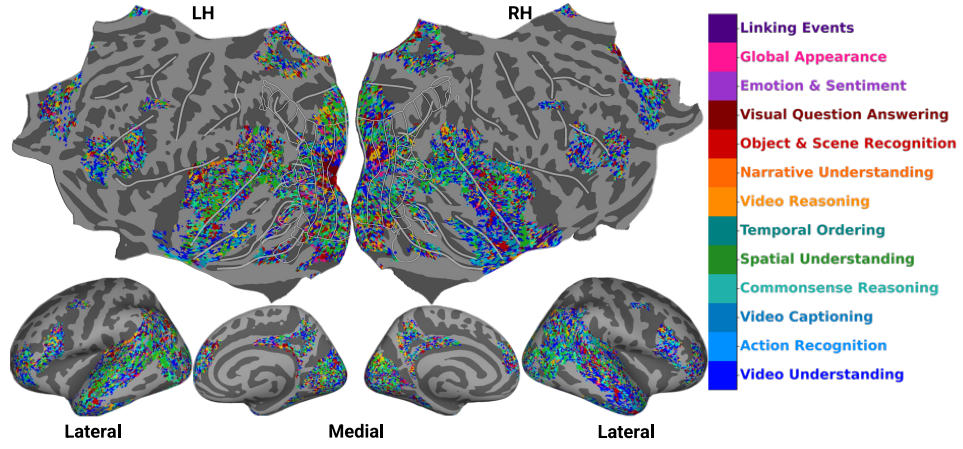 LH
RH
Linking Events
Global Appearance
Emotion & Sentiment
Visual Question Answering
Object & Scene Recognition
Narrative Understanding
Video Reasoning
Temporal Ordering
Spatial Understanding
Commonsense Reasoning
Video Captioning
Action Recognition
Video Understanding
Lateral
Medial
Lateral